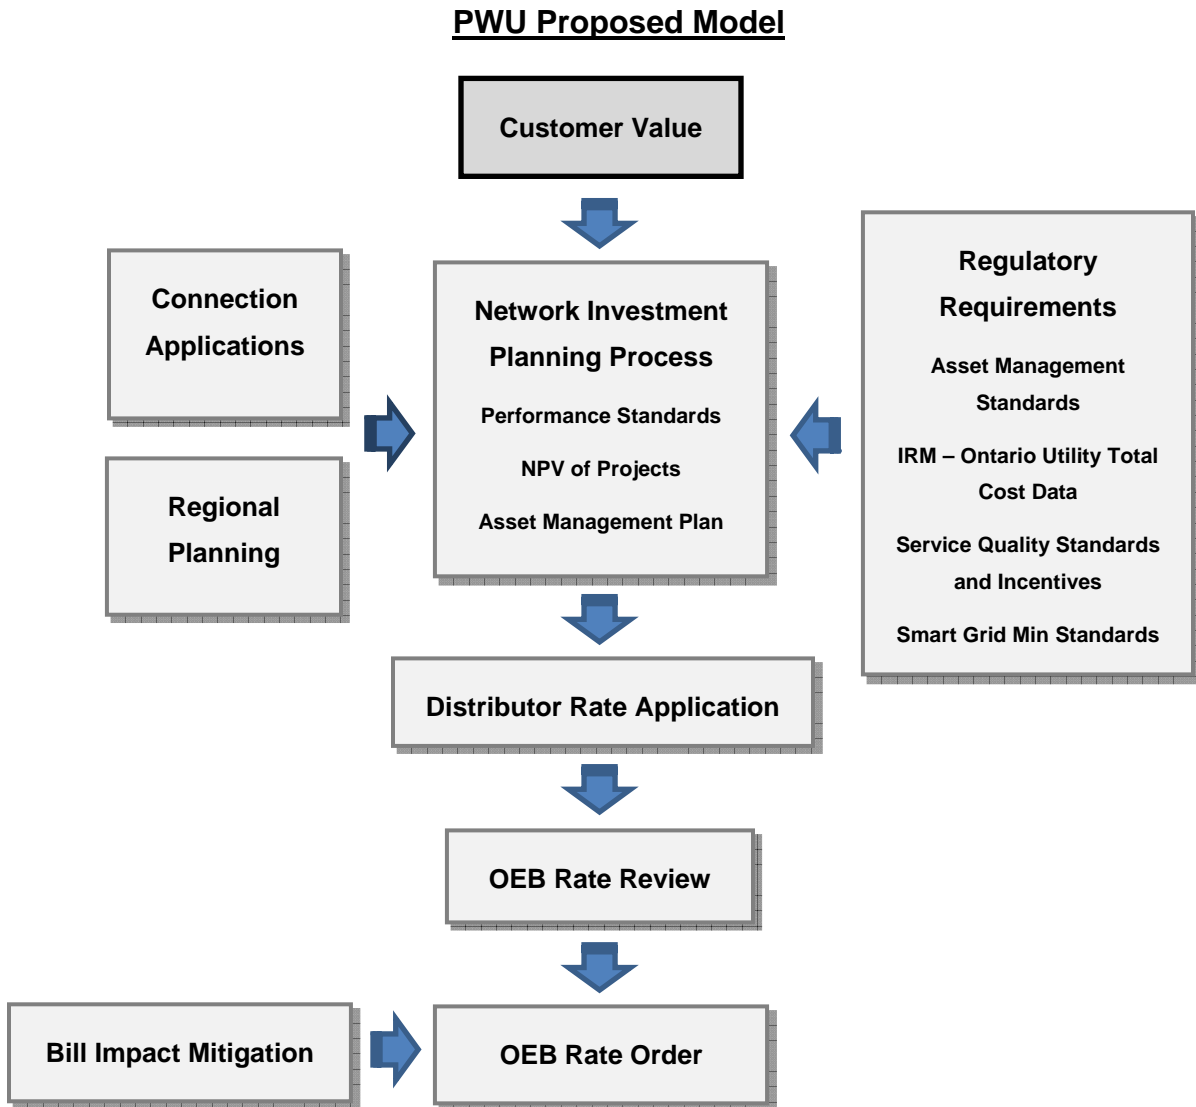 PWU Proposed Model
Customer Value
Connection
Applications
Regional
Planning
Network Investment
Planning Process
Performance Standards
NPV of Projects
Asset Management Plan
Regulatory
Requirements
Asset Management
Standards
IRM – Ontario Utility Total
Cost Data
Service Quality Standards
and Incentives
Smart Grid Min Standards
Distributor Rate Application
OEB Rate Review
Bill Impact Mitigation
OEB Rate Order